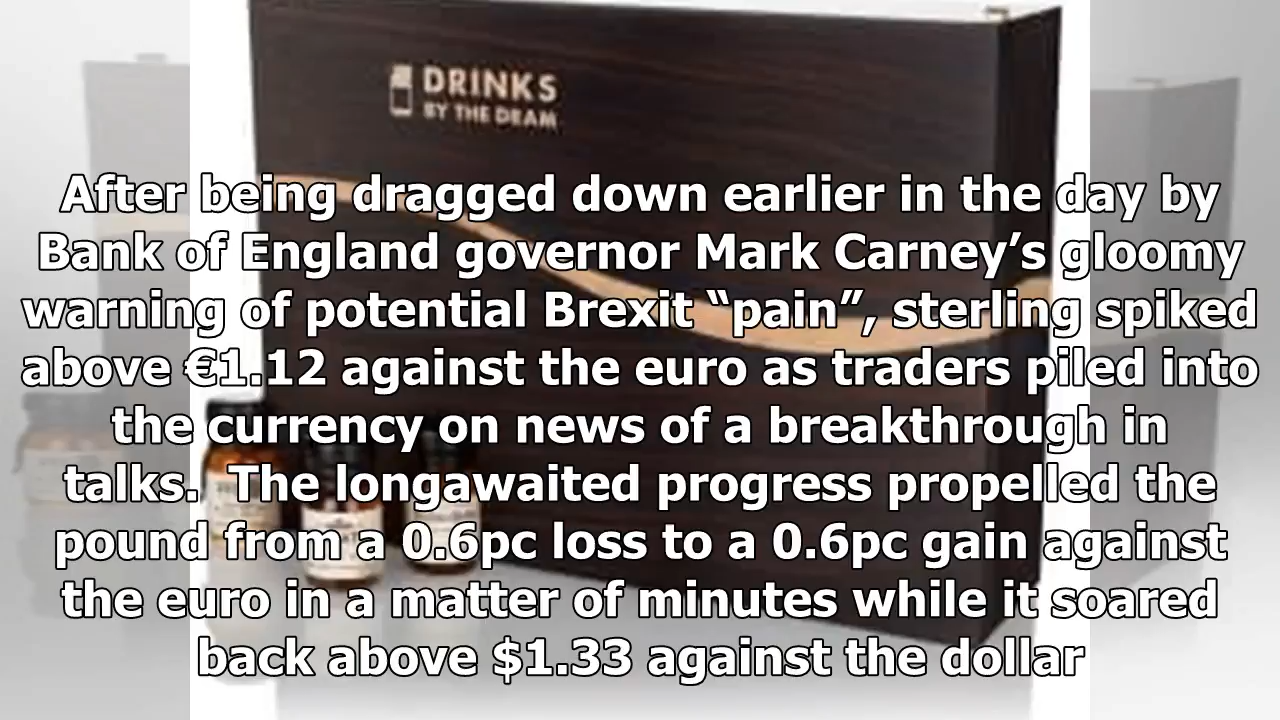 DRINKS
BY THE DRAM
After being dragged down earlier in the day by
Bank of England governor Mark Carney’s gloomy
warning of potential Brexit “pain”, sterling spiked
above €1.12 against the euro as traders piled into
the currency on news of a breakthrough in
talks.  The longawaited progress propelled the
pound from a 0.6pc loss to a 0.6pc gain against
the euro in a matter of minutes while it soared
back above $1.33 against the dollar